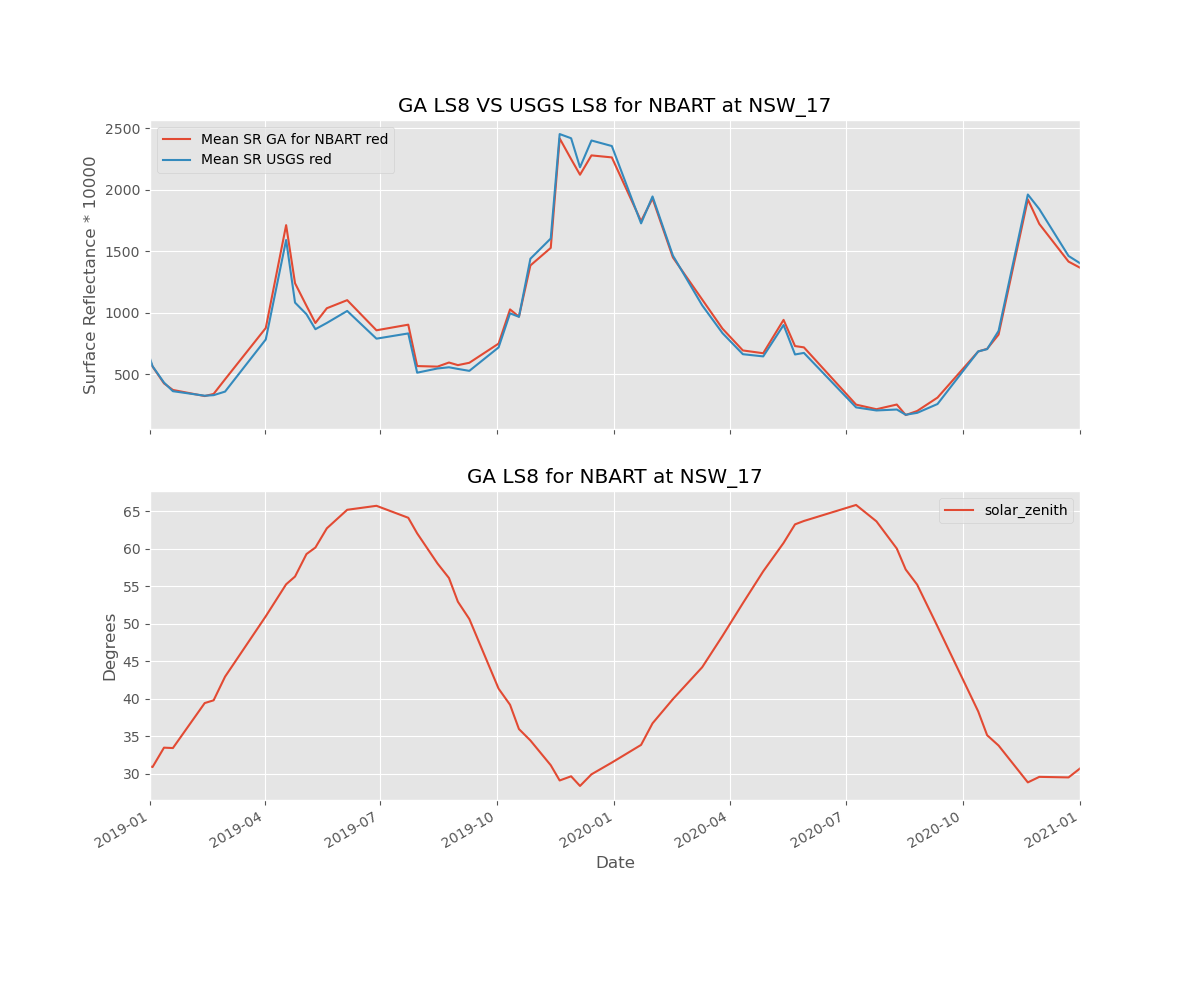 GA LS8 VS USGS LS8 for NBART at NSW_17
Mean SR GA for NBART red
Mean SR USGS red
Surface Reflectance * 10000
2500
2000
1500
1000
500
GA LS8 for NBART at NSW_17
solar_zenith
Degrees
65
60
55
50
45
40
35
30
2019-01
2019-04
2019-07
2019-10
2020-01
2020-04
2020-07
2020-10
2021-01
Date